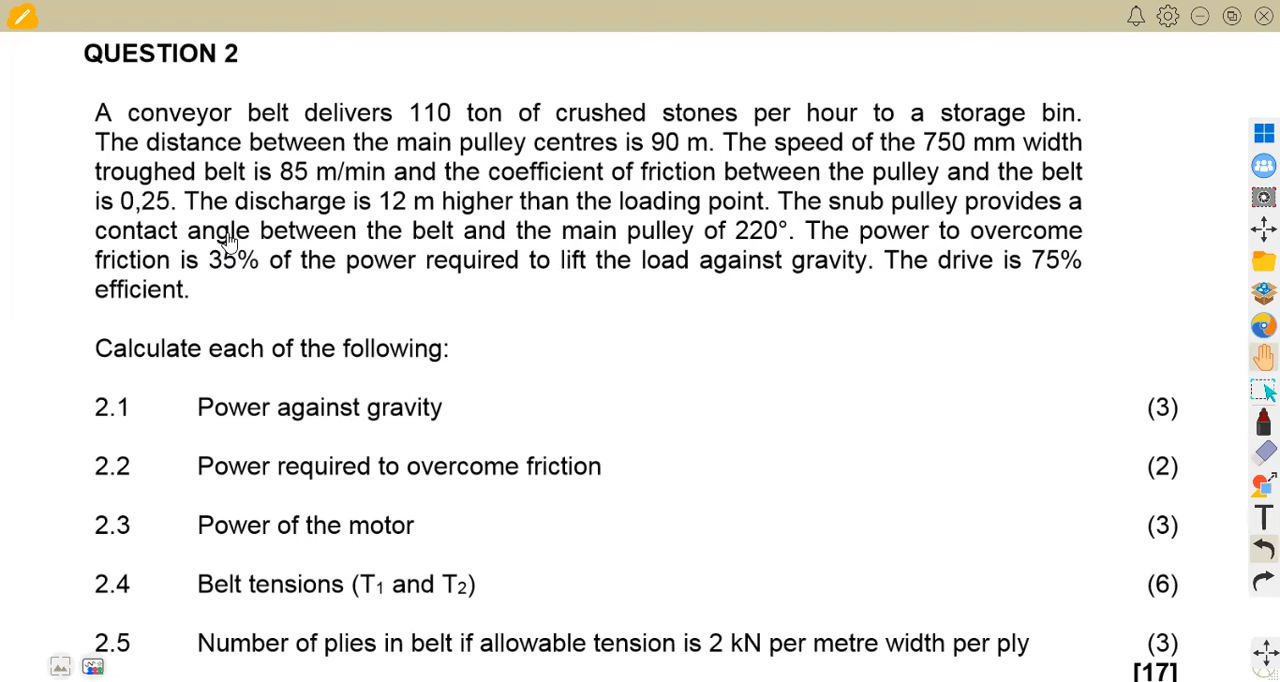 QUESTION 2
A conveyor belt delivers 110 ton of crushed stones per hour to a storage bin.
The distance between the main pulley centres is 90 m. The speed of the 750 mm width
troughed belt is 85 m/min and the coefficient of friction between the pulley and the belt
is 0,25. The discharge is 12 m higher than the loading point. The snub pulley provides a
contact angle between the belt and the main pulley of 220°. The power to overcome
friction is 35% of the power required to lift the load against gravity. The drive is 75%
efficient.
Calculate each of the following:
2.1 Power against gravity (3)
2.2 Power required to overcome friction (2)
2.3 Power of the motor (3)
2.4 Belt tensions (T₁ and T₂) (6)
2.5 Number of plies in belt if allowable tension is 2 kN per metre width per ply (3)
[17]
T